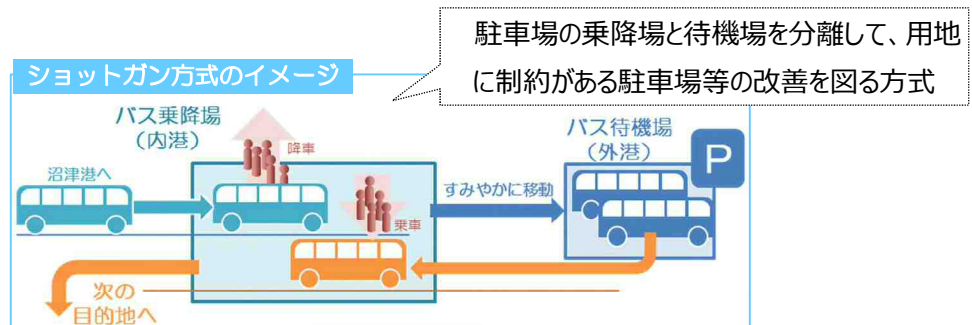 駐車場の乗降場と待機場を分離して、用地
に制約がある駐車場等の改善を図る方式
ショットガン方式のイメージ
バス乗降場
(内港)
降車
バス待機場
(外港)
P
沼津港へ
すみやかに移動
乗車
次の
目的地へ